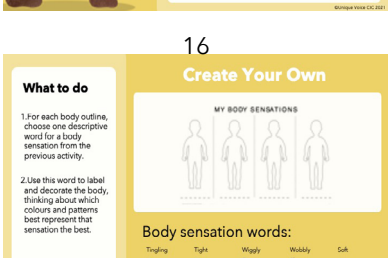 ©Unique Voice CIC 2021
16
Create Your Own
What to do
1.For each body outline,
choose one descriptive
word for a body
sensation from the
previous activity.
2.Use this word to label
and decorate the body,
thinking about which
colours and patterns
best represent that
sensation the best.
MY BODY SENSATIONS
Body sensation words:
Tingling Tight Wiggly Wobbly Soft